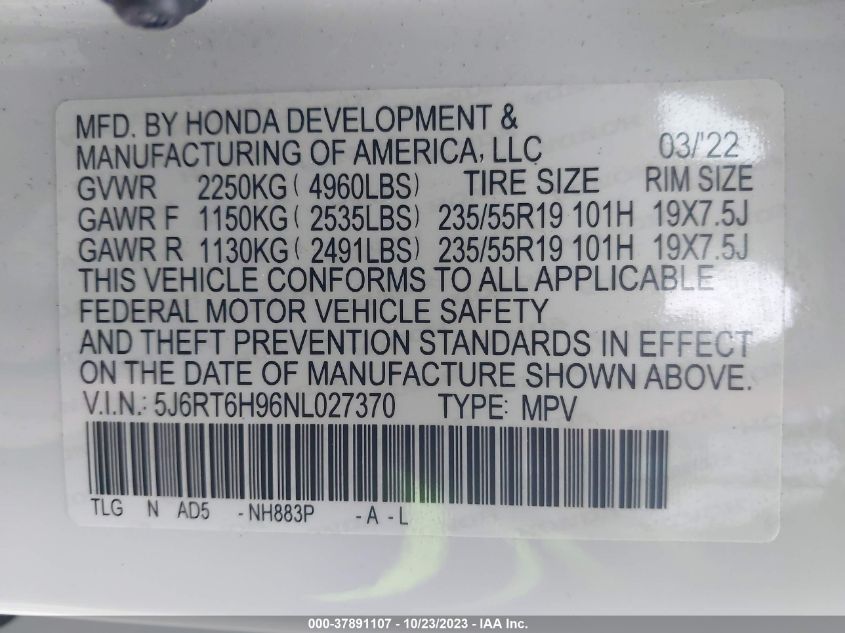 MFD. BY HONDA DEVELOPMENT &
MANUFACTURING OF AMERICA, LLC 03/'22
GVWR 2250KG ( 4960LBS) TIRE SIZE RIM SIZE
GAWR F 1150KG ( 2535LBS) 235/55R19 101H 19X7.5J
GAWR R 1130KG ( 2491LBS) 235/55R19 101H 19X7.5J
THIS VEHICLE CONFORMS TO ALL APPLICABLE
FEDERAL MOTOR VEHICLE SAFETY
AND THEFT PREVENTION STANDARDS IN EFFECT
ON THE DATE OF MANUFACTURE SHOWN ABOVE.
V.I.N.: 5J6RT6H96NL027370 TYPE: MPV
TLG N AD5 -NH883P -A -L
000-37891107 - 10/23/2023 - IAA Inc.